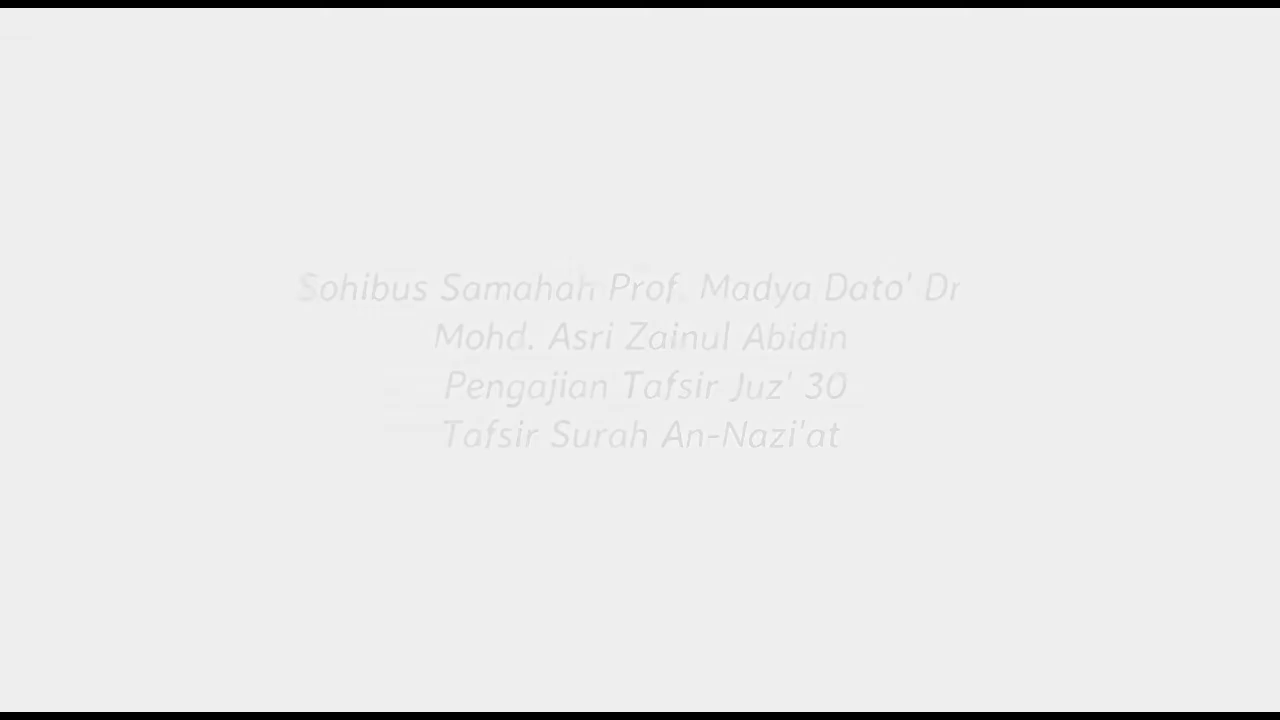 Sohibus Samahah Prof. Madya Dato' Dr
Mohd. Asri Zainul Abidin
Pengajian Tafsir Juz' 30
Tafsir Surah An-Nazi'at